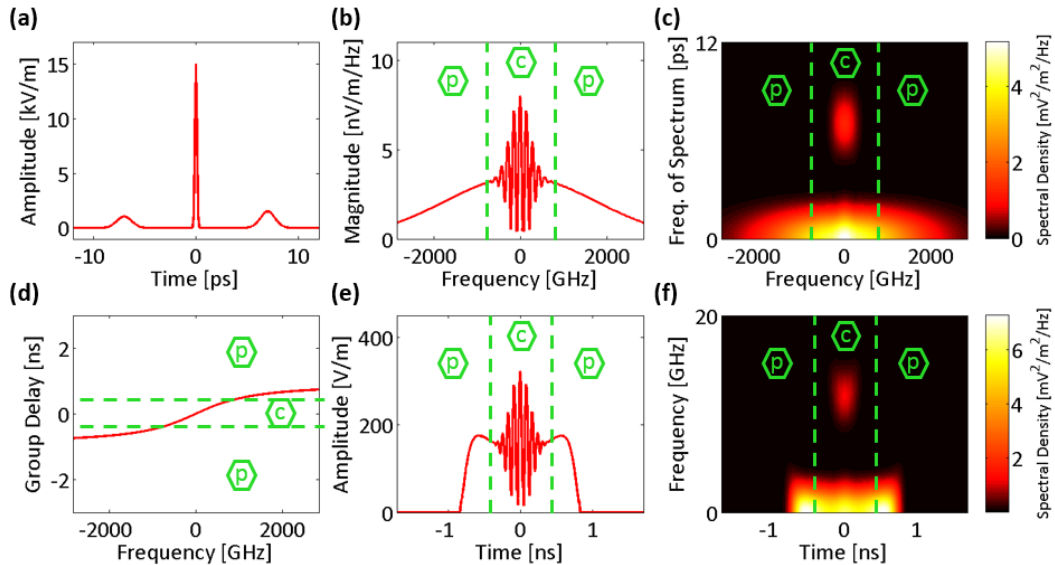 (a)
Amplitude [kV/m]
15
10
5
0
-10
0
10
Time [ps]
(b)
Magnitude [nV/m/Hz]
10
5
0
p
c
p
-2000
0
2000
Frequency [GHz]
(c)
Freq. of Spectrum [ps]
12
0
p
c
p
-2000
0
2000
Frequency [GHz]
4
2
0
Spectral Density [mV²/m²/Hz]
(d)
Group Delay [ns]
2
0
-2
p
c
p
-2000
0
2000
Frequency [GHz]
(e)
Amplitude [V/m]
400
200
0
p
c
p
-1
0
1
Time [ns]
(f)
Frequency [GHz]
20
0
p
c
p
-1
0
1
Time [ns]
6
4
2
0
Spectral Density [mV²/m²/Hz]